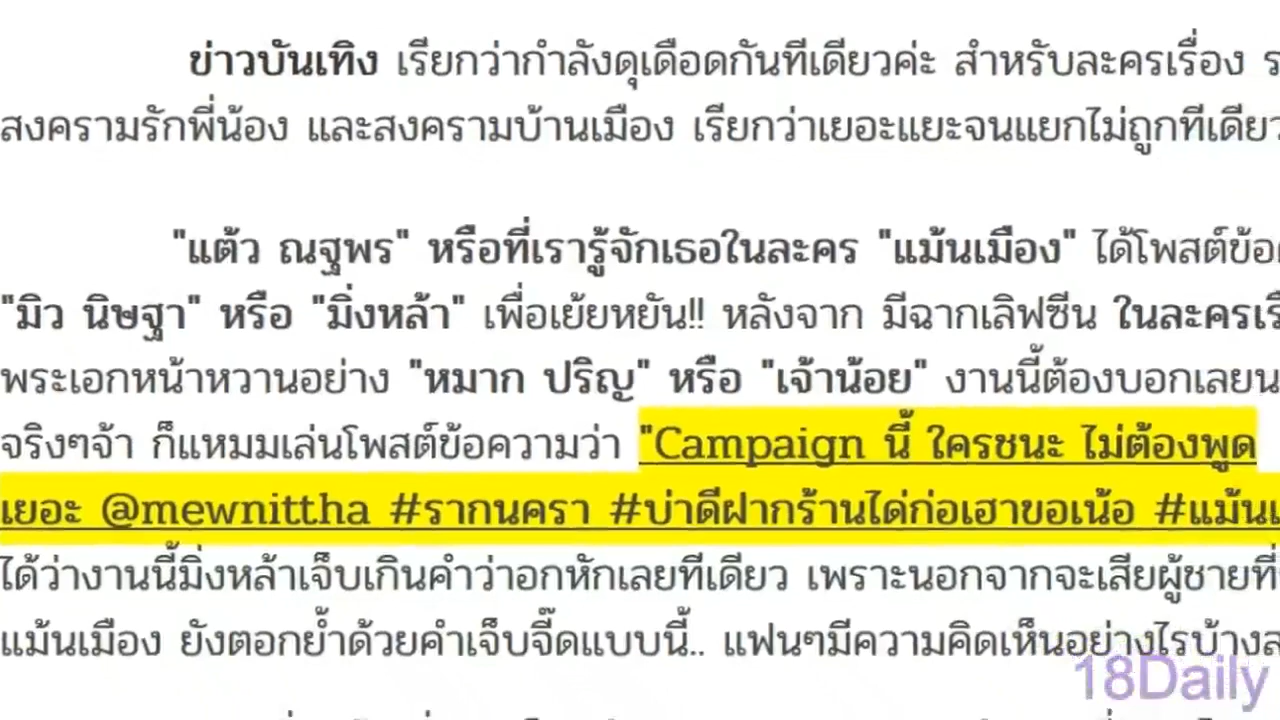 ข่าวบันเทิง เรียกว่ากำลังดุเดือดกันทีเดียวค่ะ สำหรับละครเรื่อง
สงครามรักพี่น้อง และสงครามบ้านเมือง เรียกว่าเยอะแยะจนแยกไม่ถูกทีเดียว
"แต้ว ณฐพร" หรือที่เรารู้จักเธอในละคร "แม้นเมือง" ได้โพสต์ข้อ
"มิว นิษฐา" หรือ "มิ่งหล้า" เพื่อเย้ยหยัน!! หลังจาก มีฉากเลิฟซีน ในละครเรื
พระเอกหน้าหวานอย่าง "หมาก ปริญ" หรือ "เจ้าน้อย" งานนี้ต้องบอกเลยน
จริงๆจ้า ก็แหมมเล่นโพสต์ข้อความว่า "Campaign นี้ ใครชนะ ไม่ต้องพูด
เยอะ @mewnittha #รากนครา #บ่าดีฝากร้านได๋ก่อเฮาขอเน้อ #แม้นเ
ได้ว่างานนี้มิ่งหล้าเจ็บเกินคำว่าอกหักเลยทีเดียว เพราะนอกจากจะเสียผู้ชายที่
แม้นเมือง ยังตอกย้ำด้วยคำเจ็บจี๊ดแบบนี้.. แฟนๆมีความคิดเห็นอย่างไรบ้าง
18Daily